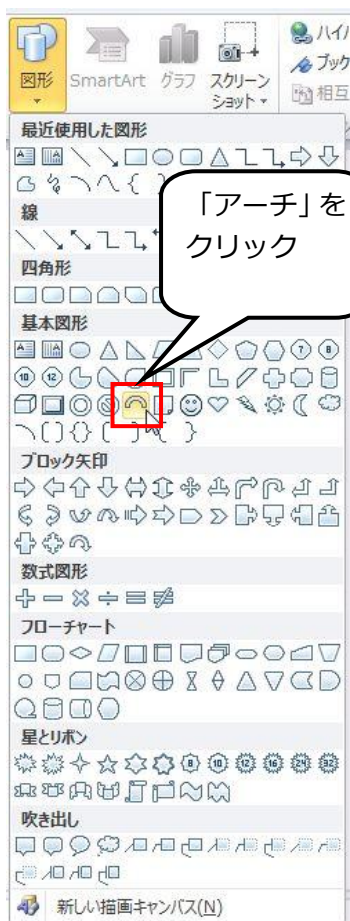 ハイパ
ブック
相互
図形
SmartArt
グラフ
スクリーン
ショット
最近使用した図形
「アーチ」を
クリック
線
四角形
基本図形
ブロック矢印
数式図形
フローチャート
星とリボン
吹き出し
新しい描画キャンバス(N)